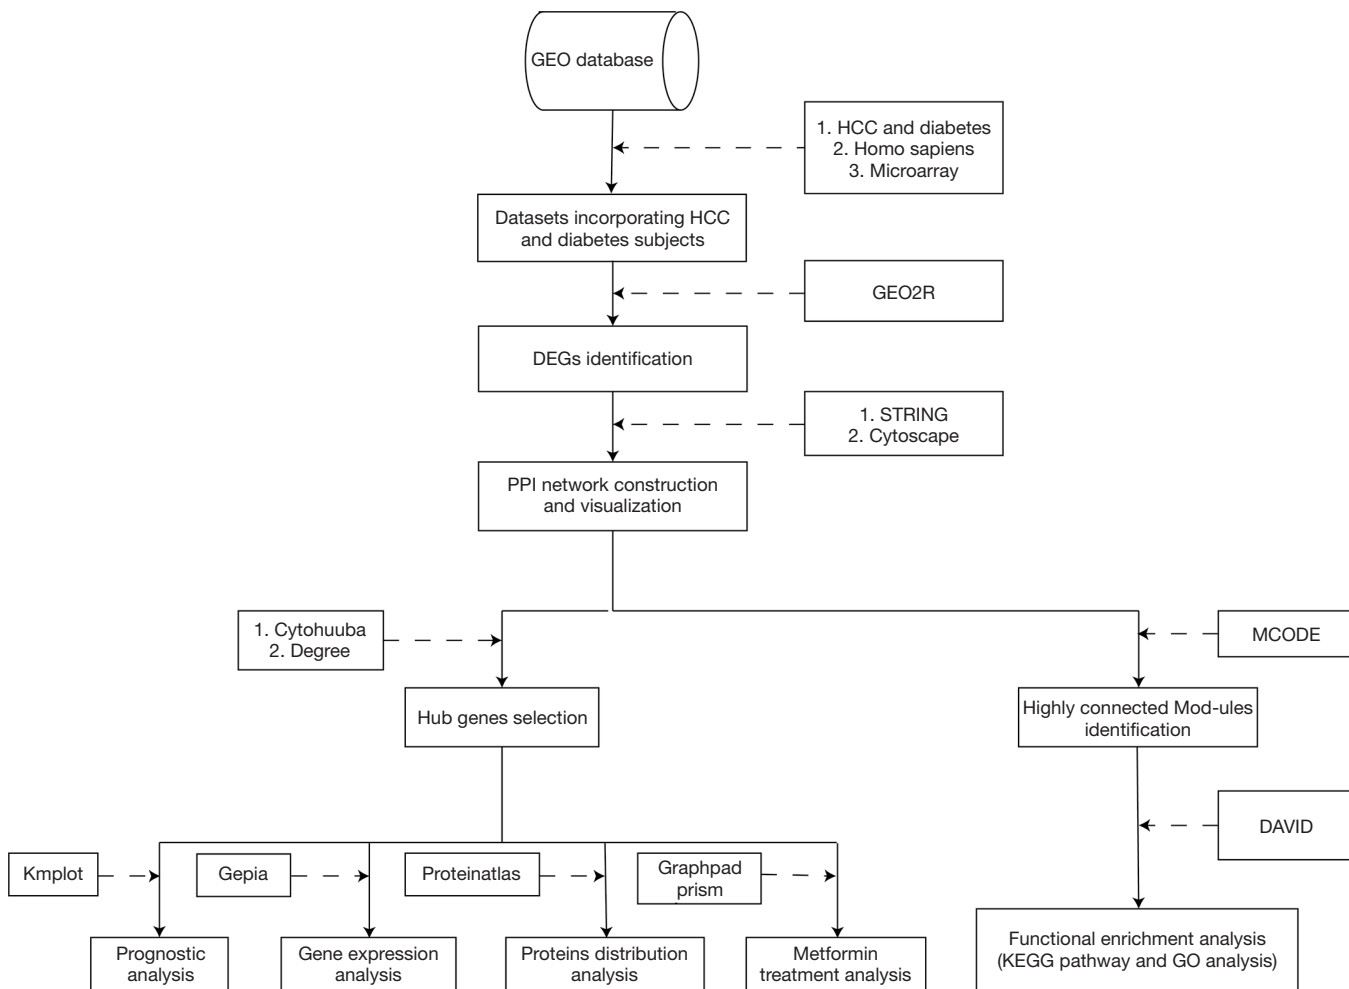 GEO database
1. HCC and diabetes
2. Homo sapiens
3. Microarray
Datasets incorporating HCC
and diabetes subjects
GEO2R
DEGs identification
1. STRING
2. Cytoscape
PPI network construction
and visualization
1. Cytohuuba
2. Degree
MCODE
Hub genes selection
Highly connected Mod-ules
identification
DAVID
Kmplot
Gepia
Proteinatlas
Graphpad
prism
Prognostic
analysis
Gene expression
analysis
Proteins distribution
analysis
Metformin
treatment analysis
Functional enrichment analysis
(KEGG pathway and GO analysis)